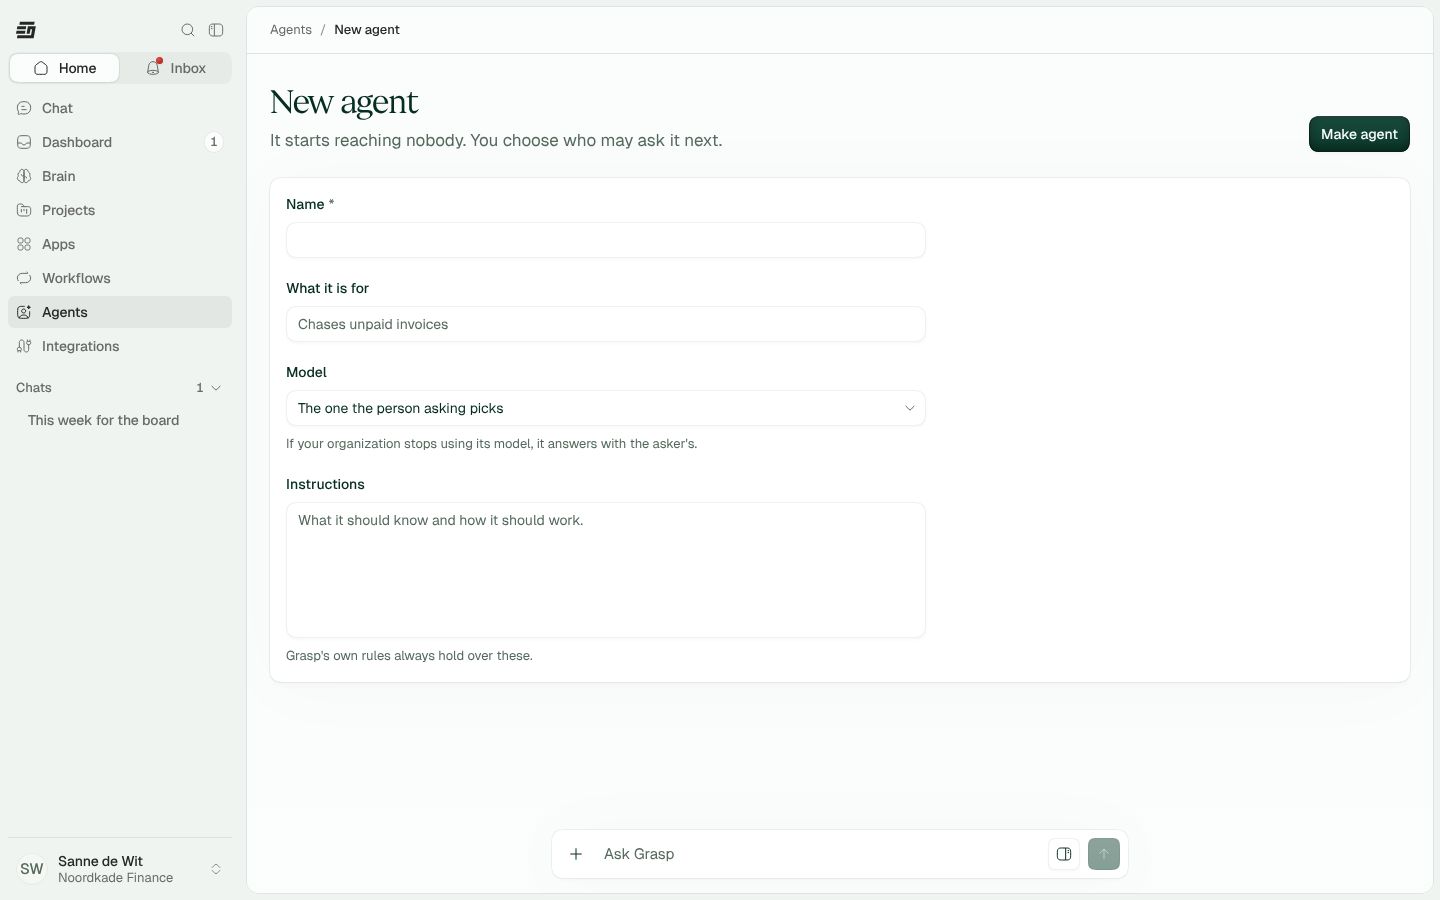 Agents / New agent
Home
Inbox
Chat
Dashboard 1
Brain
Projects
Apps
Workflows
Agents
Integrations
Chats 1
This week for the board
SW
Sanne de Wit
Noordkade Finance
New agent
It starts reaching nobody. You choose who may ask it next.
Make agent
Name *
What it is for
Chases unpaid invoices
Model
The one the person asking picks
If your organization stops using its model, it answers with the asker's.
Instructions
What it should know and how it should work.
Grasp's own rules always hold over these.
Ask Grasp